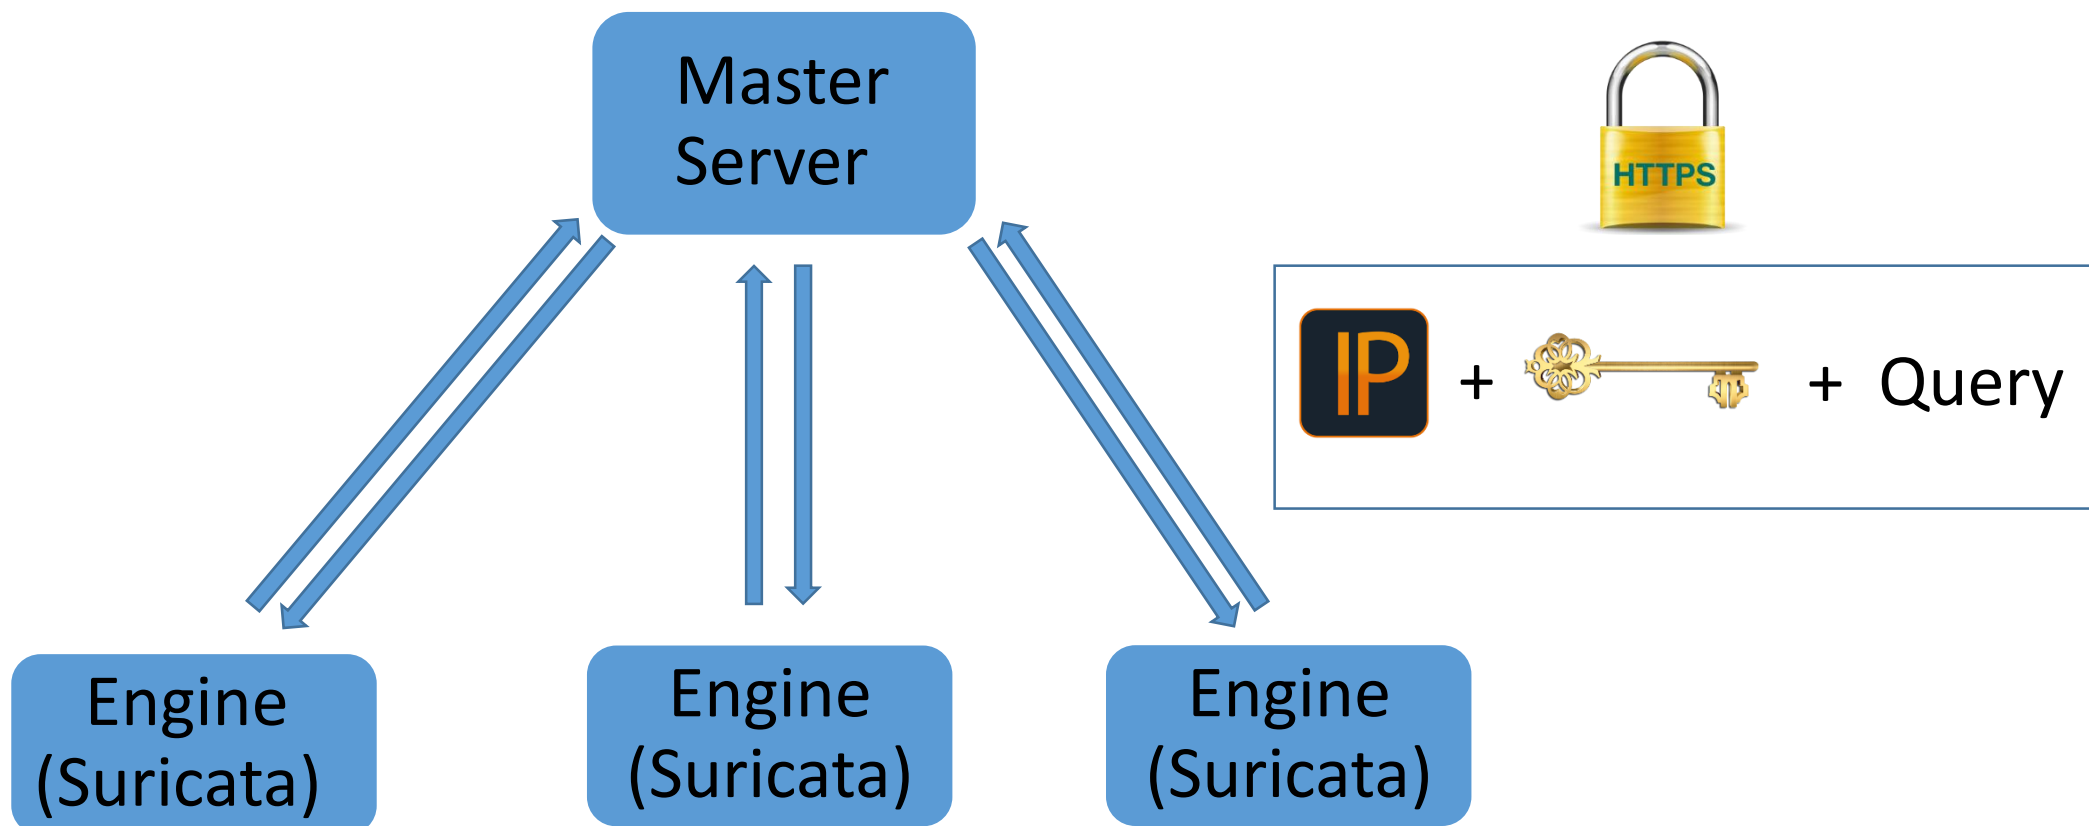 Master
Server
HTTPS
IP + + Query
Engine
(Suricata)
Engine
(Suricata)
Engine
(Suricata)